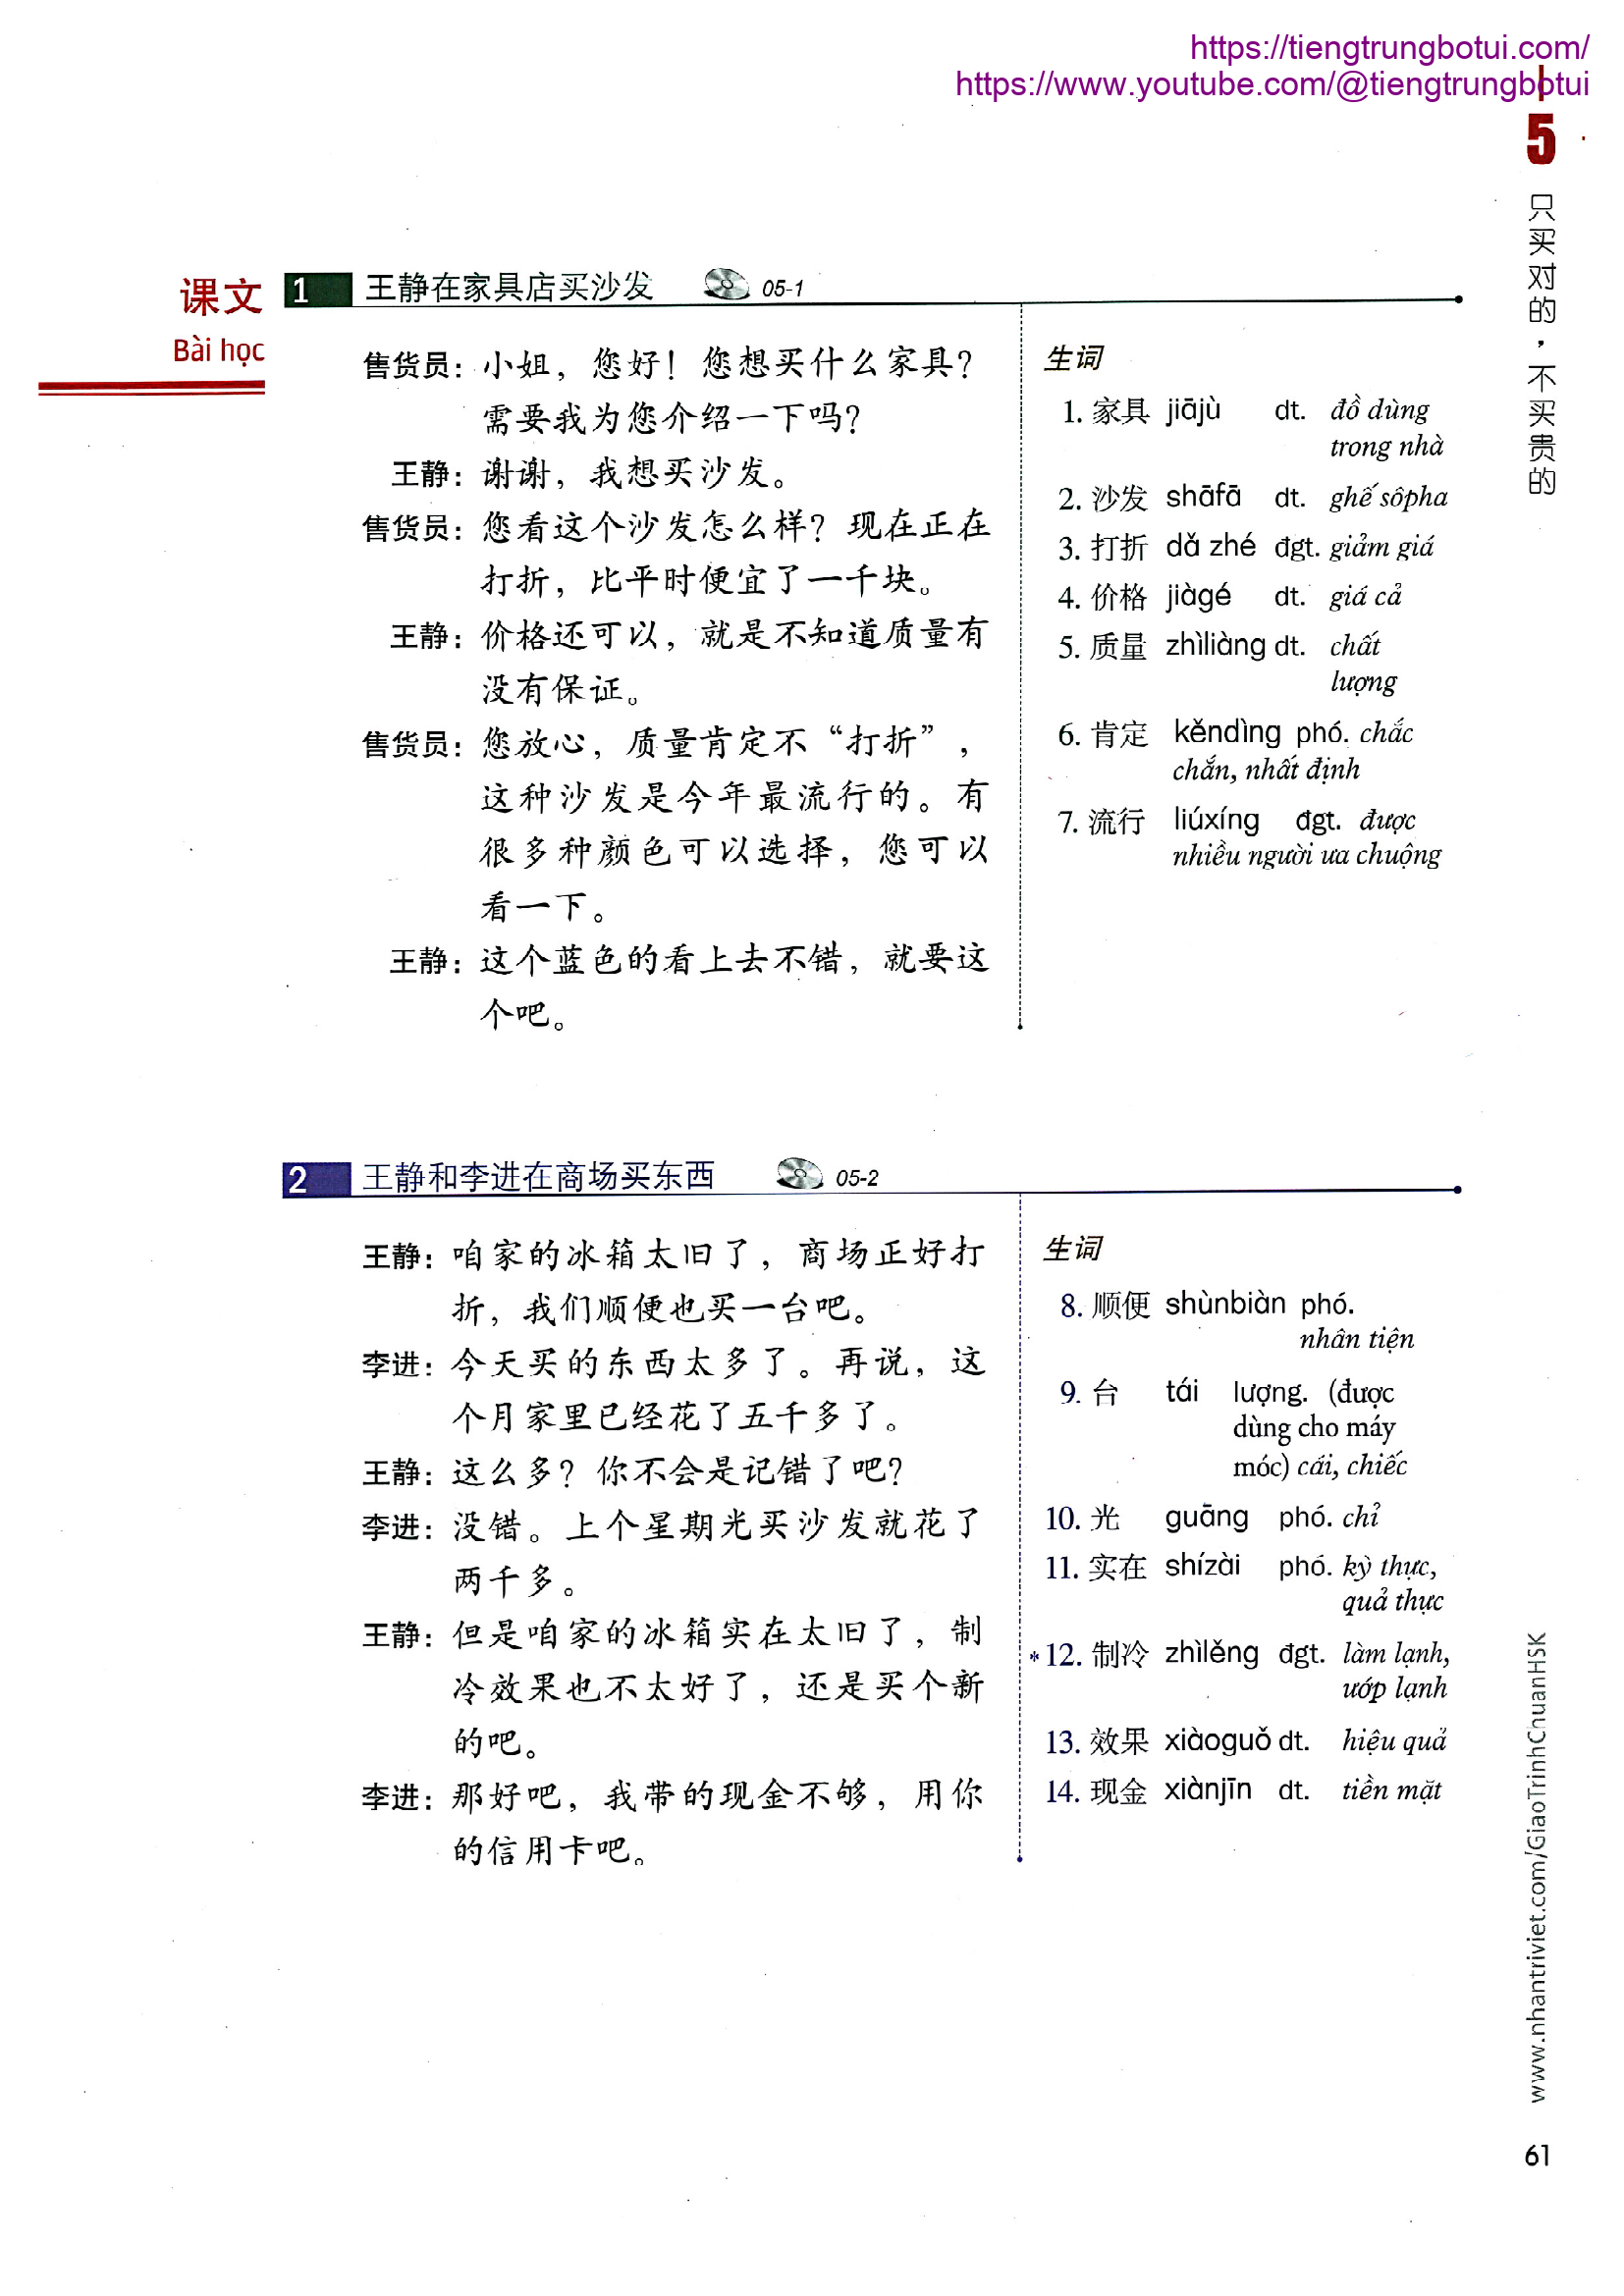 https://tiengtrungbotui.com/
https://www.youtube.com/@tiengtrungbotui
5
只买对的，不买贵的
课文
Bài học
1 王静在家具店买沙发 05-1
售货员：小姐，您好！您想买什么家具？
需要我为您介绍一下吗？
王静：谢谢，我想买沙发。
售货员：您看这个沙发怎么样？现在正在
打折，比平时便宜了一千块。
王静：价格还可以，就是不知道质量有
没有保证。
售货员：您放心，质量肯定不“打折”，
这种沙发是今年最流行的。有
很多种颜色可以选择，您可以
看一下。
王静：这个蓝色的看上去不错，就要这
个吧。
生词
1. 家具 jiājù dt. đồ dùng
trong nhà
2. 沙发 shāfā dt. ghế sôpha
3. 打折 dǎ zhé đgt. giảm giá
4. 价格 jiàgé dt. giá cả
5. 质量 zhìliàng dt. chất
lượng
6. 肯定 kěndìng phó. chắc
chắn, nhất định
7. 流行 liúxíng đgt. được
nhiều người ưa chuộng
2 王静和李进在商场买东西 05-2
王静：咱家的冰箱太旧了，商场正好打
折，我们顺便也买一台吧。
李进：今天买的东西太多了。再说，这
个月家里已经花了五千多了。
王静：这么多？你不会是记错了吧？
李进：没错。上个星期光买沙发就花了
两千多。
王静：但是咱家的冰箱实在太旧了，制
冷效果也不太好了，还是买个新
的吧。
李进：那好吧，我带的现金不够，用你
的信用卡吧。
生词
8. 顺便 shùnbiàn phó.
nhân tiện
9. 台 tái lượng. (được
dùng cho máy
móc) cái, chiếc
10. 光 guāng phó. chỉ
11. 实在 shízài phó. kỳ thực,
quả thực
*12. 制冷 zhìlěng đgt. làm lạnh,
ướp lạnh
13. 效果 xiàoguǒ dt. hiệu quả
14. 现金 xiànjīn dt. tiền mặt
www.nhantriviet.com/GiaoTrinhChuanHSK
61